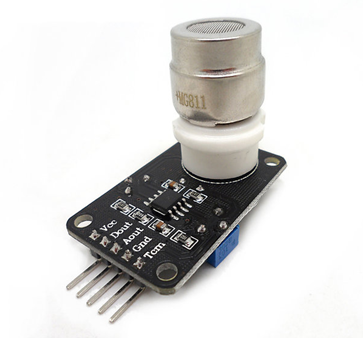 MG811
Vcc
Dout
Aout
Gnd
Tcm